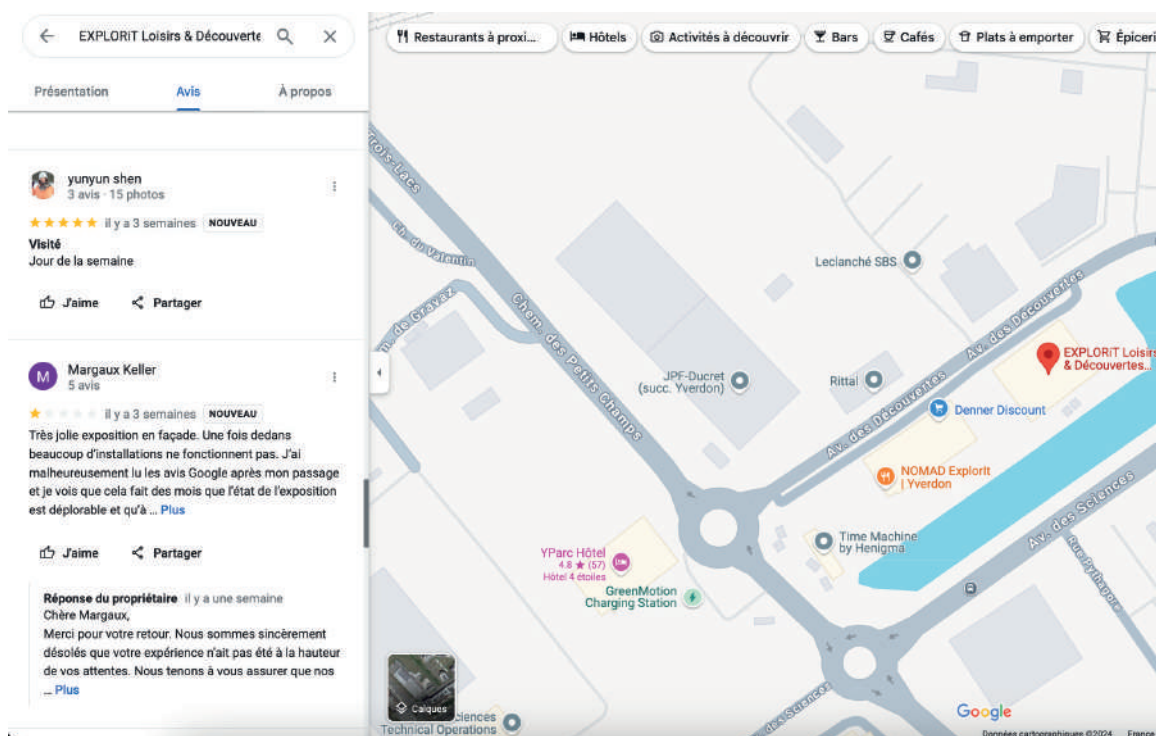 EXPLORiT Loisirs & Découverte
Présentation
Avis
À propos
yunyun shen
3 avis · 15 photos
il y a 3 semaines NOUVEAU
Visité
Jour de la semaine
J'aime
Partager
M
Margaux Keller
5 avis
il y a 3 semaines NOUVEAU
Très jolie exposition en façade. Une fois dedans
beaucoup d'installations ne fonctionnent pas. J'ai
malheureusement lu les avis Google après mon passage
et je vois que cela fait des mois que l'état de l'exposition
est déplorable et qu'à ... Plus
J'aime
Partager
Réponse du propriétaire il y a une semaine
Chère Margaux,
Merci pour votre retour. Nous sommes sincèrement
désolés que votre expérience n'ait pas été à la hauteur
de vos attentes. Nous tenons à vous assurer que nos
... Plus
Restaurants à proxi...
Hôtels
Activités à découvrir
Bars
Cafés
Plats à emporter
Épiceri
Trois-Lacs
Ch. du Valentin
m. de Gravaz
Chem. des Petits Champs
Leclanché SBS
Av. des Découvertes
EXPLORiT Loisirs
& Découvertes...
JPF-Ducret
(succ. Yverdon)
Rittal
Denner Discount
Av. des Découvertes
NOMAD Explorit
| Yverdon
Av. des Sciences
Rue Pythagore
Time Machine
by Henigma
YParc Hôtel
4.8 ★ (57)
Hôtel 4 étoiles
GreenMotion
Charging Station
Calques
ciences
Technical Operations
des Sciences
Google
Données cartographiques ©2024
France